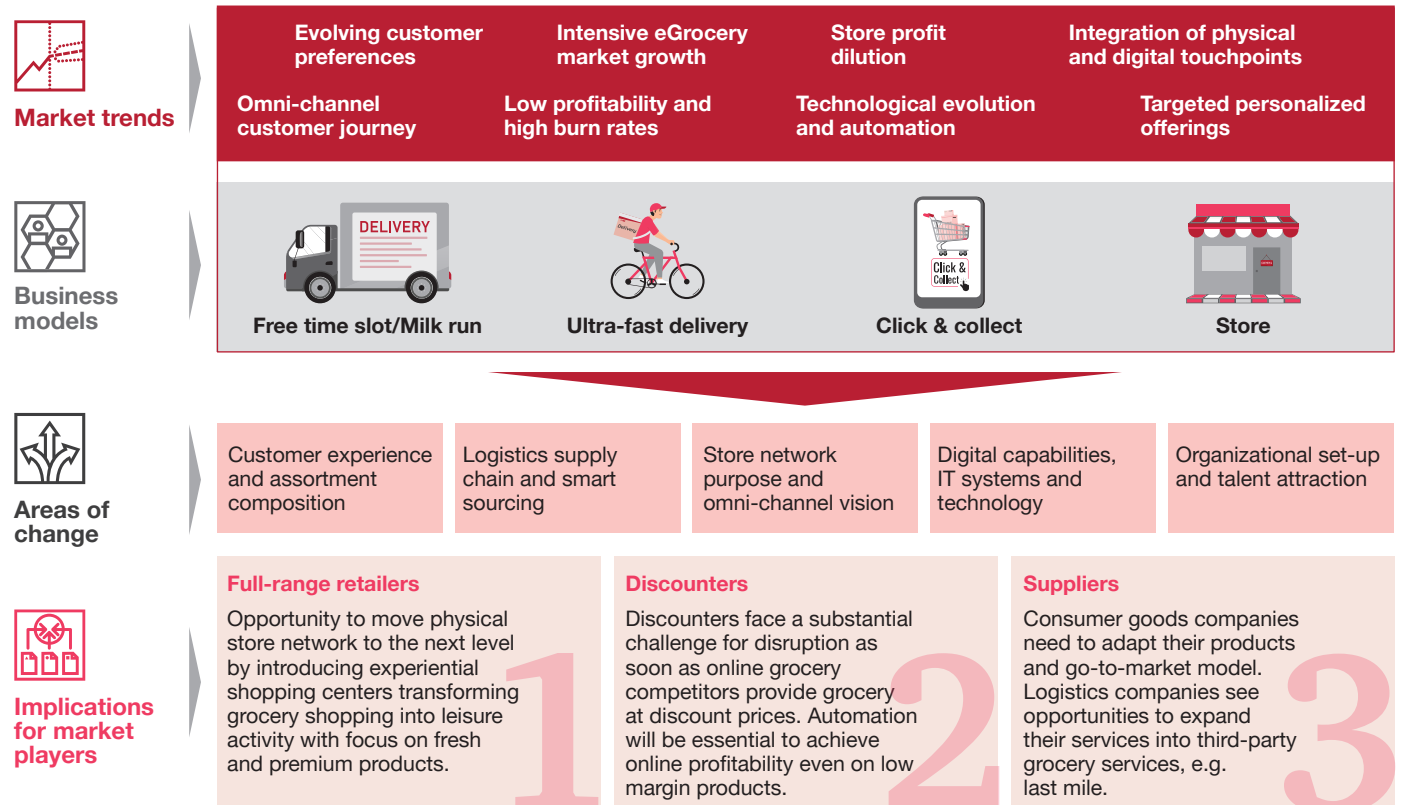 Market trends
Evolving customer
preferences
Intensive eGrocery
market growth
Store profit
dilution
Integration of physical
and digital touchpoints
Omni-channel
customer journey
Low profitability and
high burn rates
Technological evolution
and automation
Targeted personalized
offerings
Business
models
DELIVERY
Free time slot/Milk run
Delivery
Ultra-fast delivery
Click &
Collect
Click & collect
Store
Areas of
change
Customer experience
and assortment
composition
Logistics supply
chain and smart
sourcing
Store network
purpose and
omni-channel vision
Digital capabilities,
IT systems and
technology
Organizational set-up
and talent attraction
Implications
for market
players
1
Full-range retailers
Opportunity to move physical
store network to the next level
by introducing experiential
shopping centers transforming
grocery shopping into leisure
activity with focus on fresh
and premium products.
2
Discounters
Discounters face a substantial
challenge for disruption as
soon as online grocery
competitors provide grocery
at discount prices. Automation
will be essential to achieve
online profitability even on low
margin products.
3
Suppliers
Consumer goods companies
need to adapt their products
and go-to-market model.
Logistics companies see
opportunities to expand
their services into third-party
grocery services, e.g.
last mile.